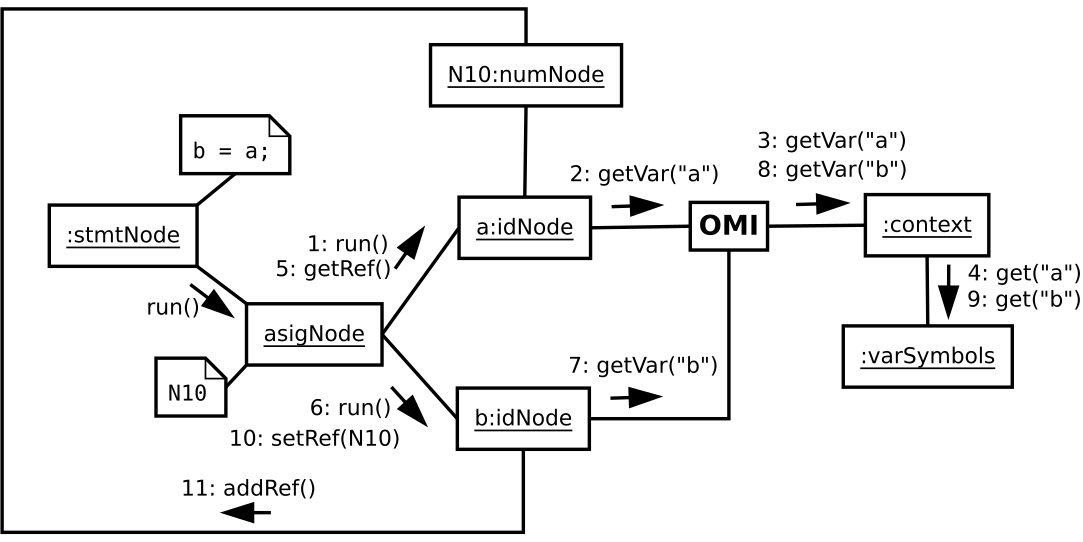 N10:numNode
b = a;
3: getVar("a")
8: getVar("b")
2: getVar("a")
:stmtNode
a:idNode
OMI
:context
1: run()
5: getRef()
4: get("a")
9: get("b")
run()
asigNode
:varSymbols
N10
7: getVar("b")
6: run()
10: setRef(N10)
b:idNode
11: addRef()